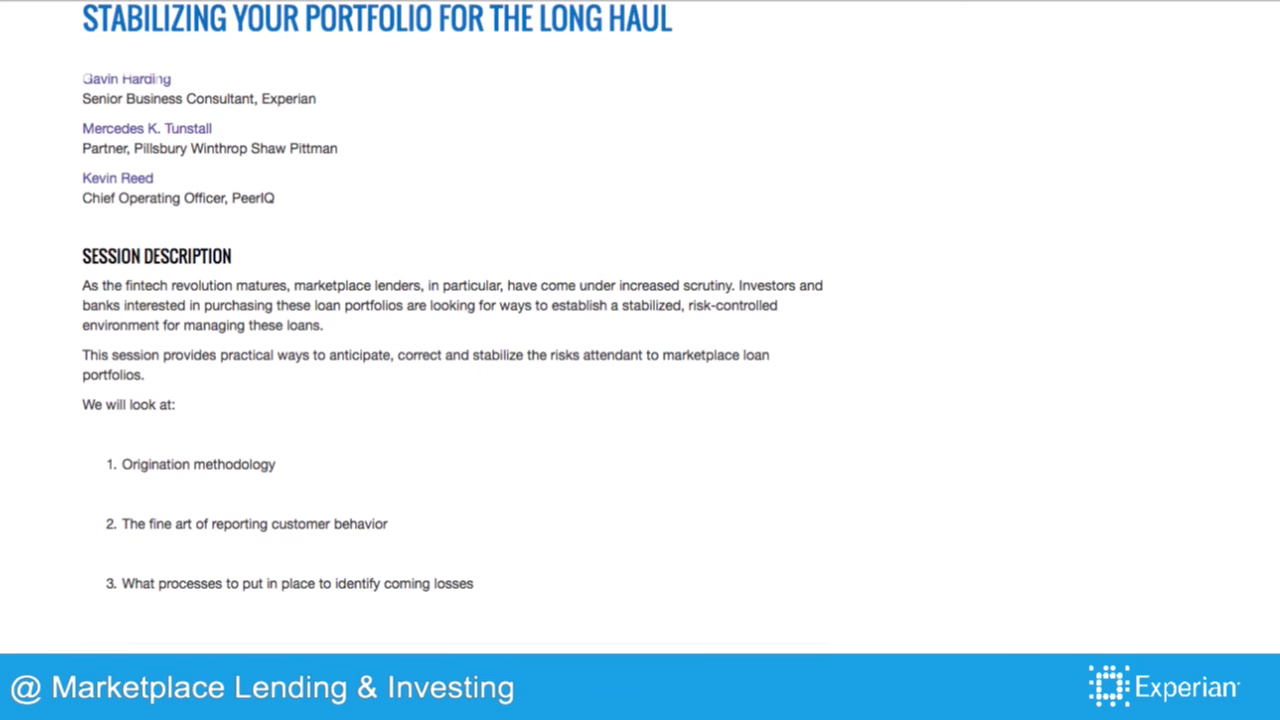 STABILIZING YOUR PORTFOLIO FOR THE LONG HAUL
Gavin Harding
Senior Business Consultant, Experian
Mercedes K. Tunstall
Partner, Pillsbury Winthrop Shaw Pittman
Kevin Reed
Chief Operating Officer, PeerIQ
SESSION DESCRIPTION
As the fintech revolution matures, marketplace lenders, in particular, have come under increased scrutiny. Investors and
banks interested in purchasing these loan portfolios are looking for ways to establish a stabilized, risk-controlled
environment for managing these loans.
This session provides practical ways to anticipate, correct and stabilize the risks attendant to marketplace loan
portfolios.
We will look at:
1. Origination methodology
2. The fine art of reporting customer behavior
3. What processes to put in place to identify coming losses
@ Marketplace Lending & Investing
Experian